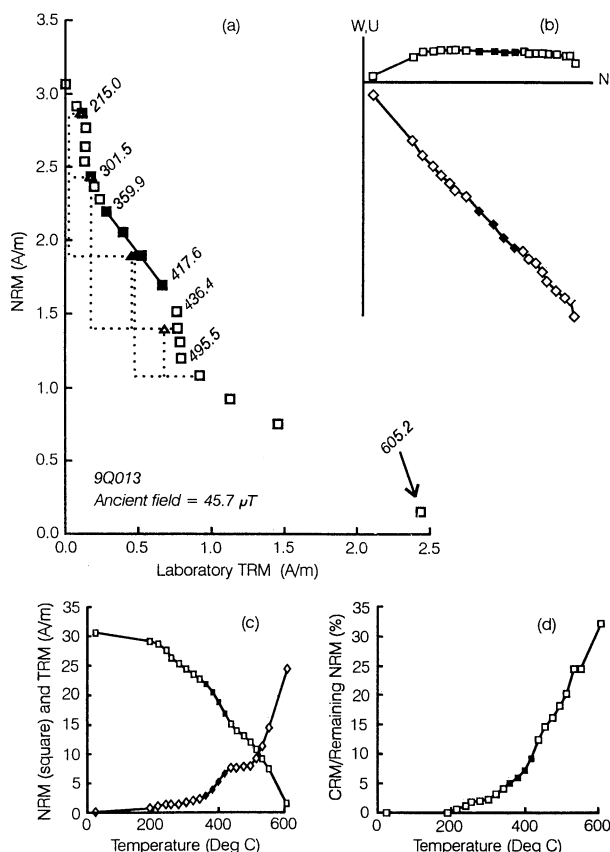 (a)
3.5
3.0
2.5
2.0
1.5
1.0
0.5
0.0
NRM (A/m)
215.0
301.5
359.9
417.6
436.4
495.5
605.2
9Q013
Ancient field = 45.7 µT
0.0 0.5 1.0 1.5 2.0 2.5
Laboratory TRM (A/m)
W,U
(b)
N
(c)
35
30
25
20
15
10
5
0
NRM (square) and TRM (A/m)
0 200 400 600
Temperature (Deg C)
(d)
35
30
25
20
15
10
5
0
CRM/Remaining NRM (%)
0 200 400 600
Temperature (Deg C)